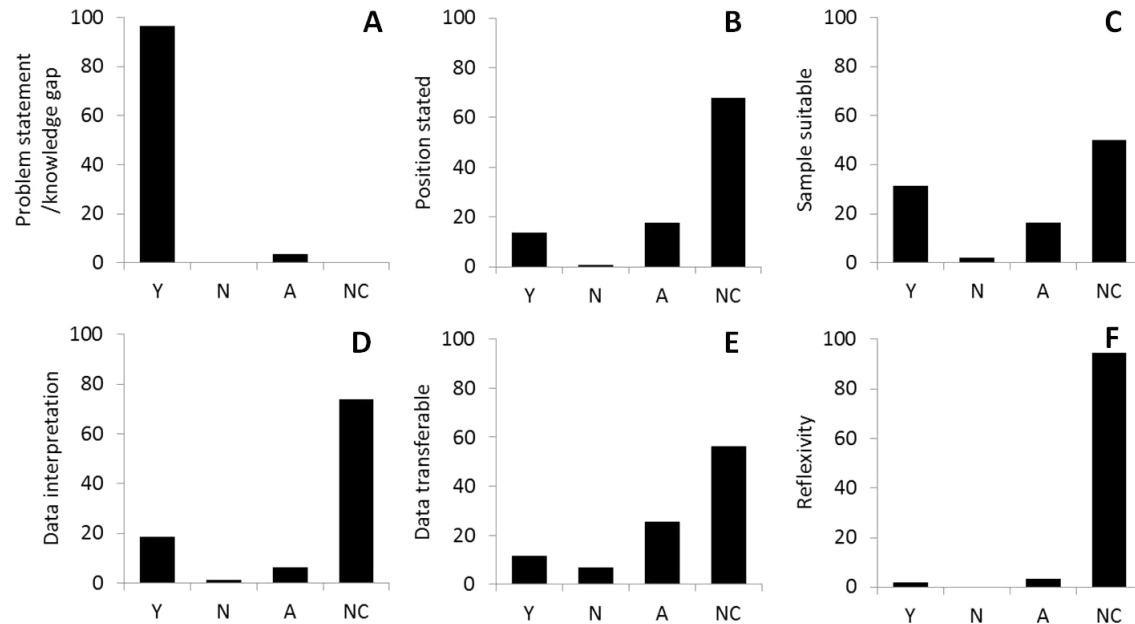 A
Problem statement
/knowledge gap
100
80
60
40
20
0
Y N A NC
B
Position stated
100
80
60
40
20
0
Y N A NC
C
Sample suitable
100
80
60
40
20
0
Y N A NC
D
Data interpretation
100
80
60
40
20
0
Y N A NC
E
Data transferable
100
80
60
40
20
0
Y N A NC
F
Reflexivity
100
80
60
40
20
0
Y N A NC